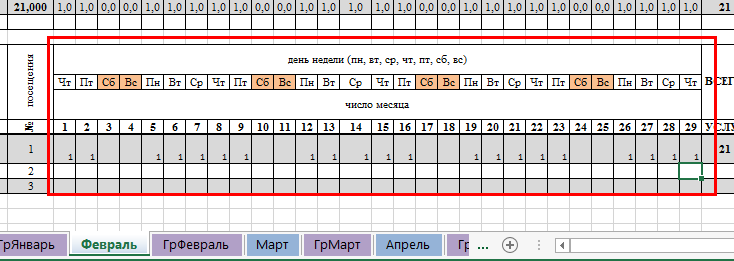 21,000 1,0 1,0 0,0 0,0 1,0 1,0 1,0 1,0 1,0 0,0 0,0 1,0 1,0 1,0 1,0 1,0 0,0 0,0 1,0 1,0 1,0 1,0 1,0 0,0 0,0 1,0 1,0 1,0 1,0 21
день недели (пн, вт, ср, чт, пт, сб, вс)
№ посещения
Чт Пт Сб Вс Пн Вт Ср Чт Пт Сб Вс Пн Вт Ср Чт Пт Сб Вс Пн Вт Ср Чт Пт Сб Вс Пн Вт Ср Чт ВСЕГ
число месяца
1 2 3 4 5 6 7 8 9 10 11 12 13 14 15 16 17 18 19 20 21 22 23 24 25 26 27 28 29 УСЛУ
1 1 1 1 1 1 1 1 1 1 1 1 1 1 1 1 1 1 1 1 1 1 21
2
3
ГрЯнварь Февраль ГрФевраль Март ГрМарт Апрель Гр ...